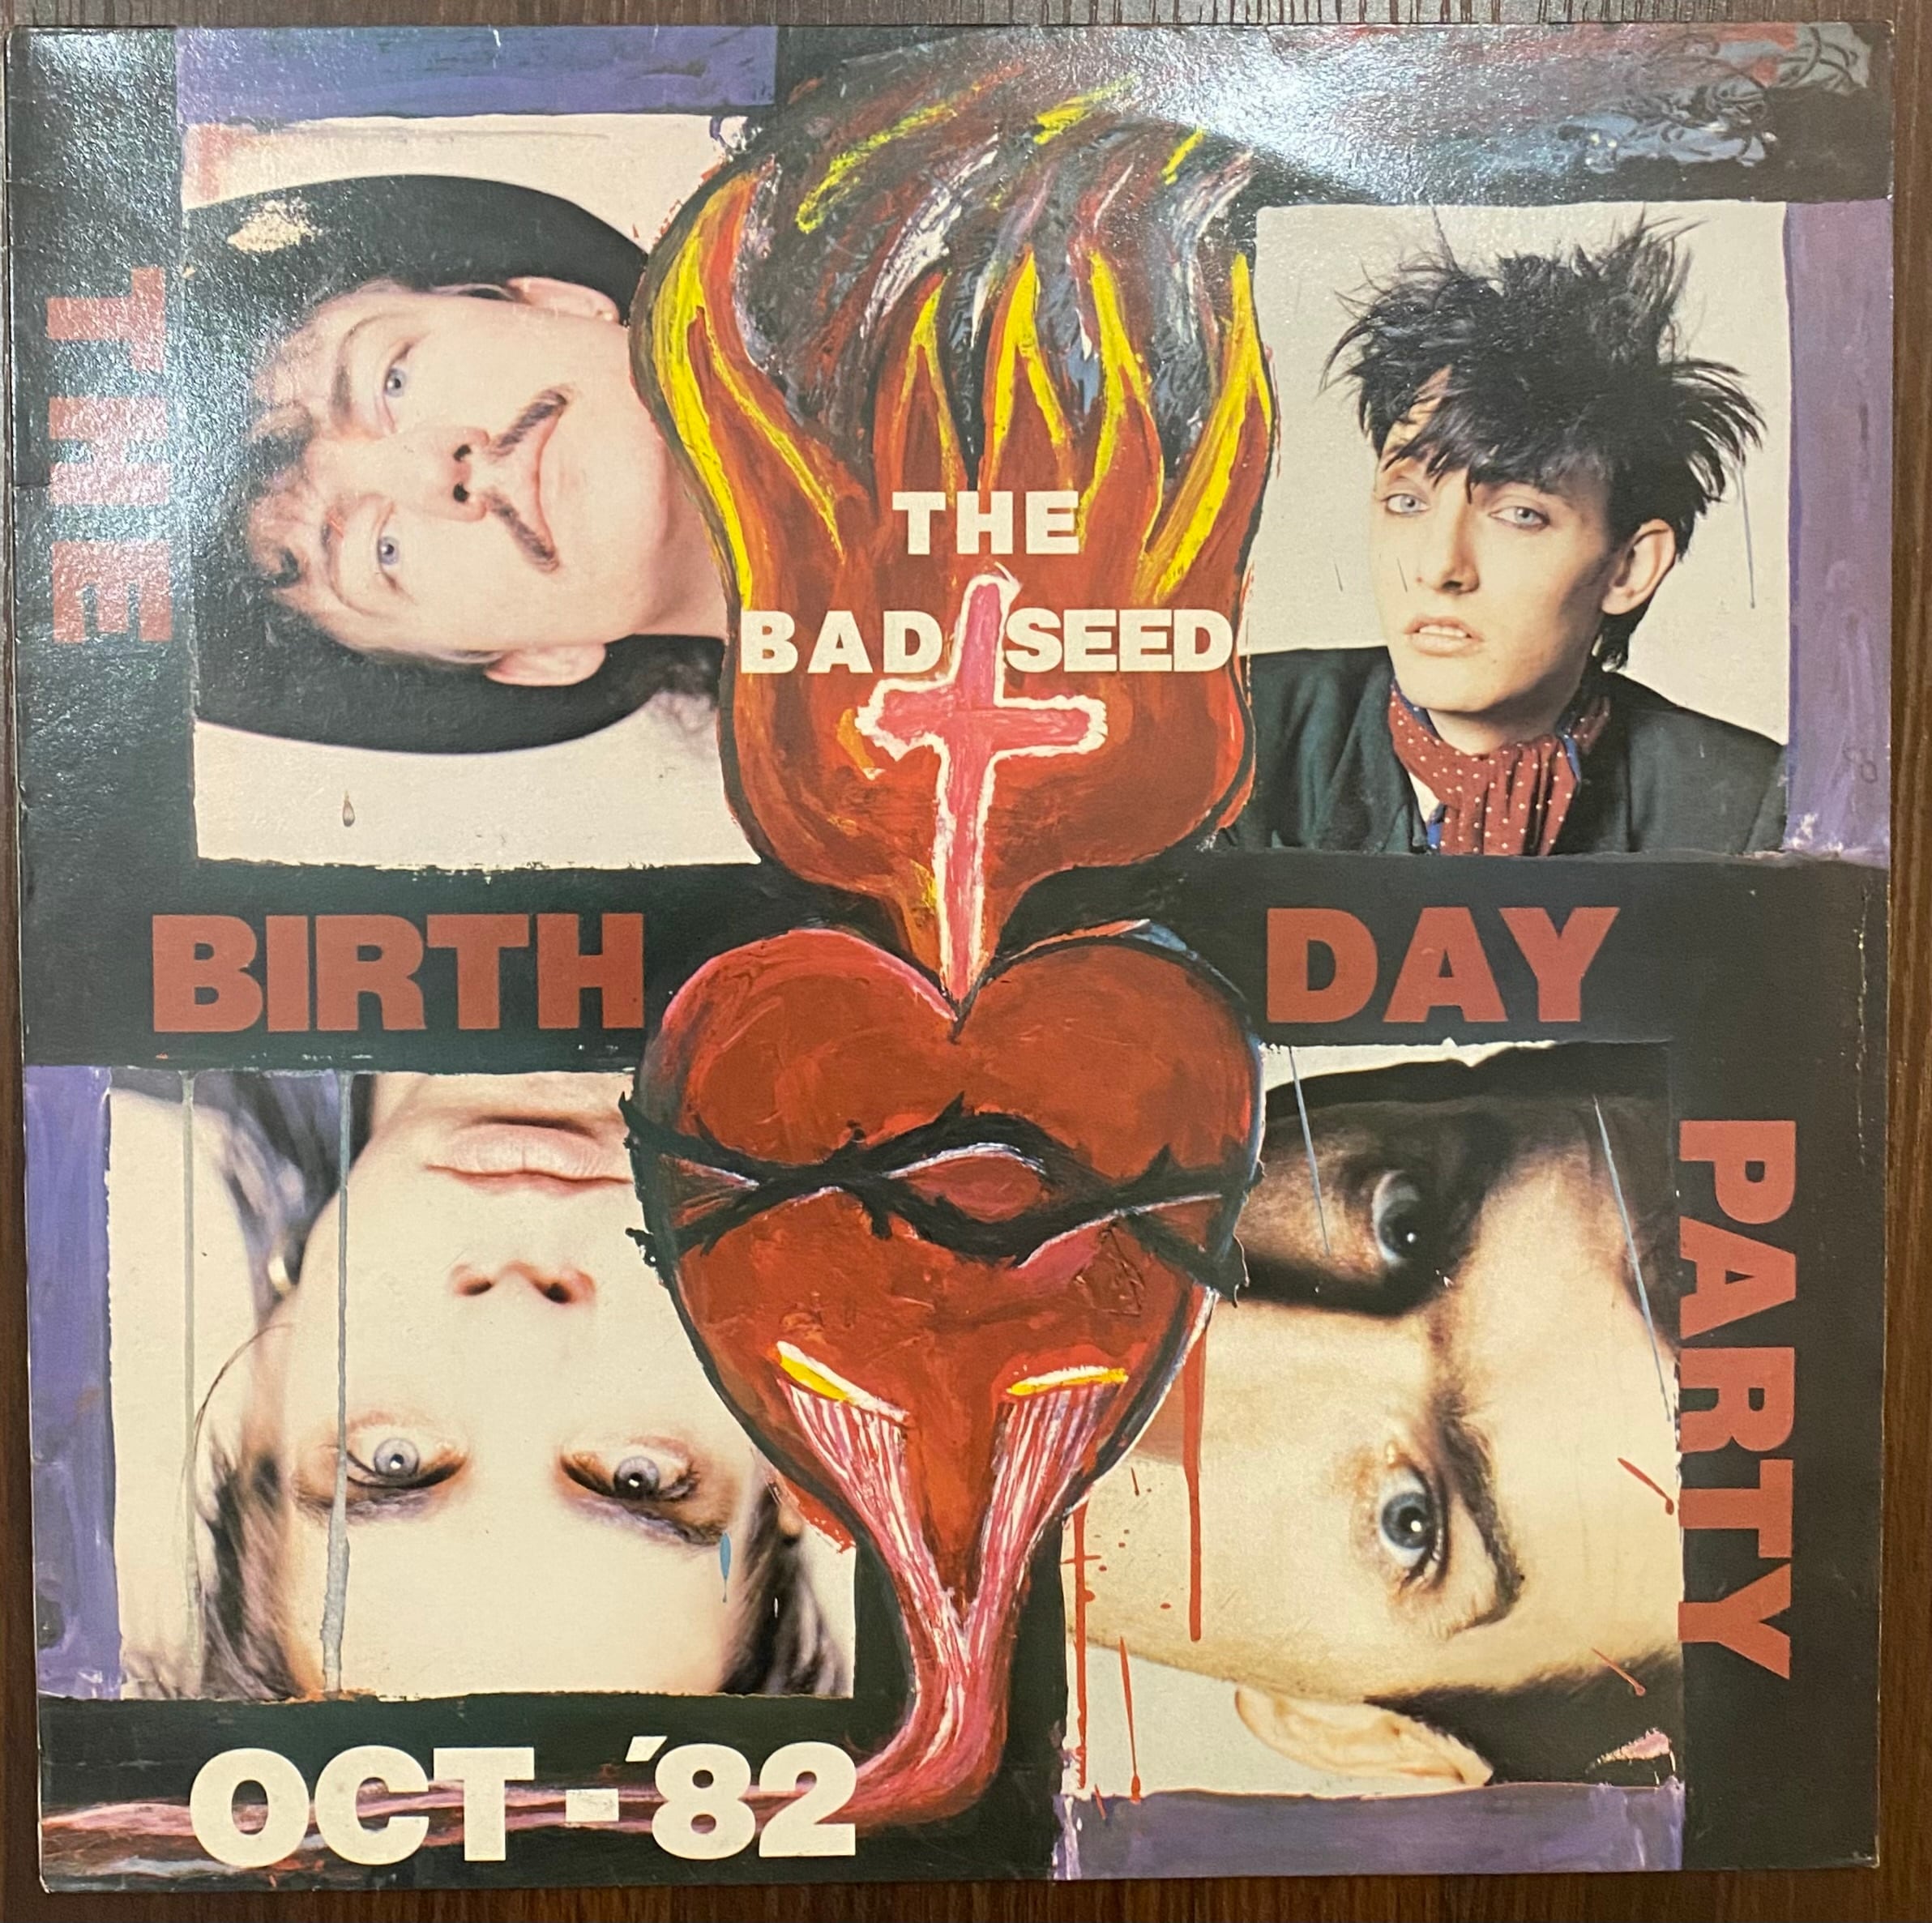 THE
THE
BAD SEED
BIRTH DAY
PARTY
OCT-'82